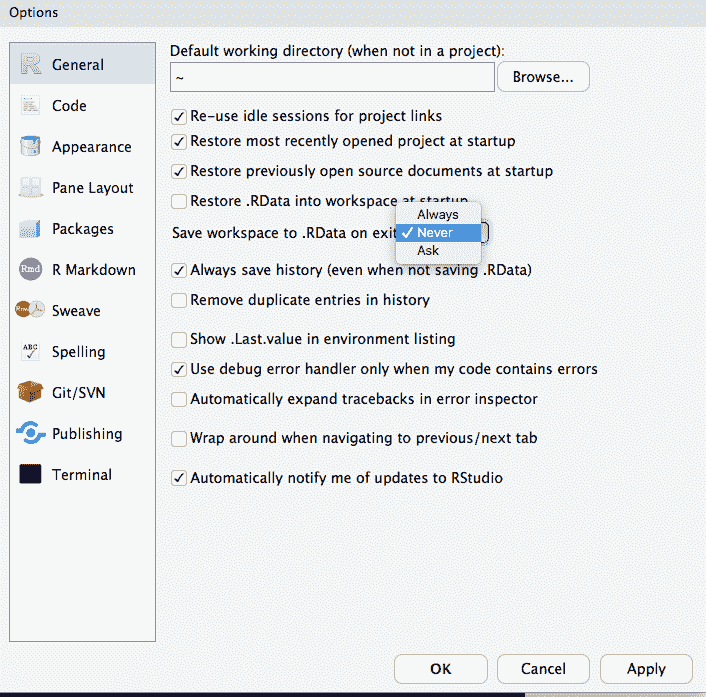 Options
General
Code
Appearance
Pane Layout
Packages
R Markdown
Sweave
Spelling
Git/SVN
Publishing
Terminal
Default working directory (when not in a project):
~ Browse...
Re-use idle sessions for project links
Restore most recently opened project at startup
Restore previously open source documents at startup
Restore .RData into workspace at startup
Always
Save workspace to .RData on exit ✓ Never
Ask
Always save history (even when not saving .RData)
Remove duplicate entries in history
Show .Last.value in environment listing
Use debug error handler only when my code contains errors
Automatically expand tracebacks in error inspector
Wrap around when navigating to previous/next tab
Automatically notify me of updates to RStudio
OK Cancel Apply